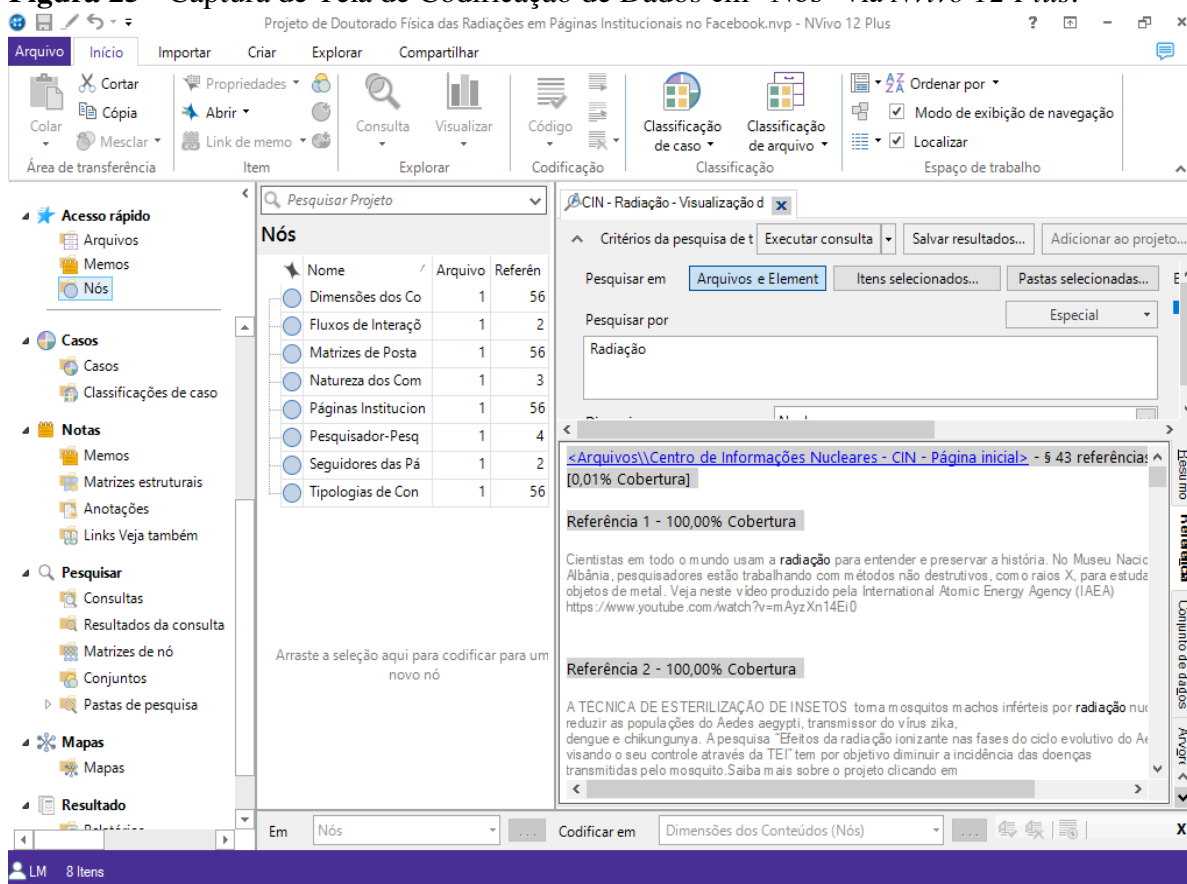 Projeto de Doutorado Física das Radiações em Páginas Institucionais no Facebook.nvp - NVivo 12 Plus
Arquivo Início Importar Criar Explorar Compartilhar
Colar
Cortar
Cópia
Mesclar
Área de transferência
Propriedades
Abrir
Link de memo
Item
Consulta
Visualizar
Explorar
Código
Codificação
Classificação de caso
Classificação de arquivo
Classificação
Ordenar por
Modo de exibição de navegação
Localizar
Espaço de trabalho
Acesso rápido
Arquivos
Memos
Nós
Casos
Casos
Classificações de caso
Notas
Memos
Matrizes estruturais
Anotações
Links Veja também
Pesquisar
Consultas
Resultados da consulta
Matrizes de nó
Conjuntos
Pastas de pesquisa
Mapas
Mapas
Resultado
Pesquisar Projeto
Nós
Nome Arquivo Referên
Dimensões dos Co 1 56
Fluxos de Interaçõ 1 2
Matrizes de Posta 1 56
Natureza dos Com 1 3
Páginas Institucion 1 56
Pesquisador-Pesq 1 4
Seguidores das Pá 1 2
Tipologias de Con 1 56
Arraste a seleção aqui para codificar para um
novo nó
CIN - Radiação - Visualização d
Critérios da pesquisa de t Executar consulta Salvar resultados... Adicionar ao projeto...
Pesquisar em Arquivos e Element Itens selecionados... Pastas selecionadas... E
Pesquisar por Especial
Radiação
<Arquivos\\Centro de Informações Nucleares - CIN - Página inicial> - § 43 referências
[0,01% Cobertura]
Referência 1 - 100,00% Cobertura
Cientistas em todo o mundo usam a radiação para entender e preservar a história. No Museu Nacic
Albânia, pesquisadores estão trabalhando com métodos não destrutivos, como raios X, para estuda
objetos de metal. Veja neste vídeo produzido pela International Atomic Energy Agency (IAEA)
https://www.youtube.com/watch?v=mAyzXn14Ei0
Referência 2 - 100,00% Cobertura
A TÉCNICA DE ESTERILIZAÇÃO DE INSETOS torna mosquitos machos inférteis por radiação nuc
reduzir as populações do Aedes aegypti, transmissor do vírus zika,
dengue e chikungunya. A pesquisa "Efeitos da radiação ionizante nas fases do ciclo evolutivo do Ae
visando o seu controle através da TEI" tem por objetivo diminuir a incidência das doenças
transmitidas pelo mosquito.Saiba mais sobre o projeto clicando em
Resumo
Referência
Conjunto de dados
Em Nós ... Codificar em Dimensões dos Conteúdos (Nós) ... X
LM 8 Itens